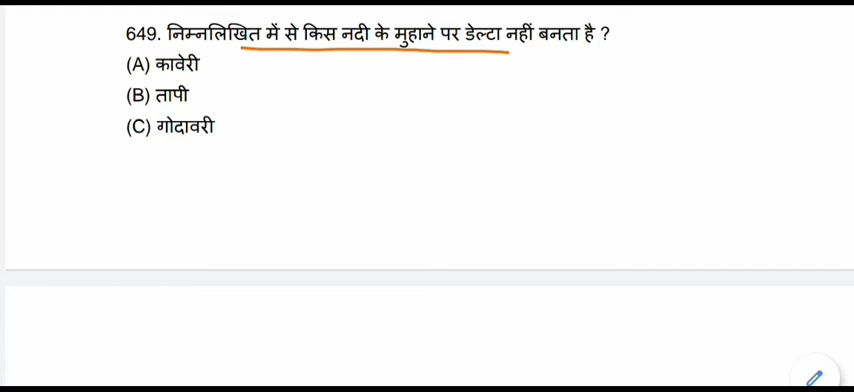 649. निम्नलिखित में से किस नदी के मुहाने पर डेल्टा नहीं बनता है ?
(A) कावेरी
(B) तापी
(C) गोदावरी